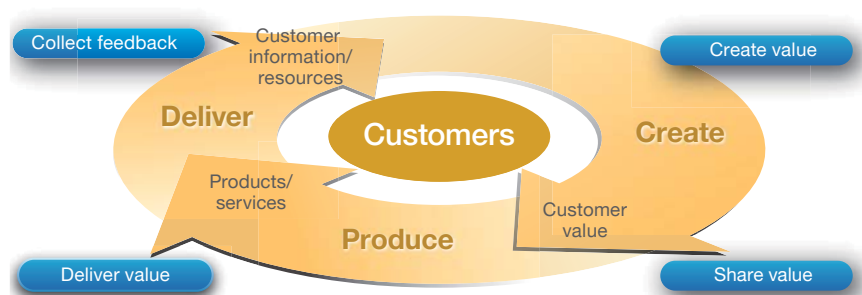 Collect feedback
Customer
information/
resources
Create value
Deliver
Customers
Create
Products/
services
Customer
value
Produce
Deliver value
Share value